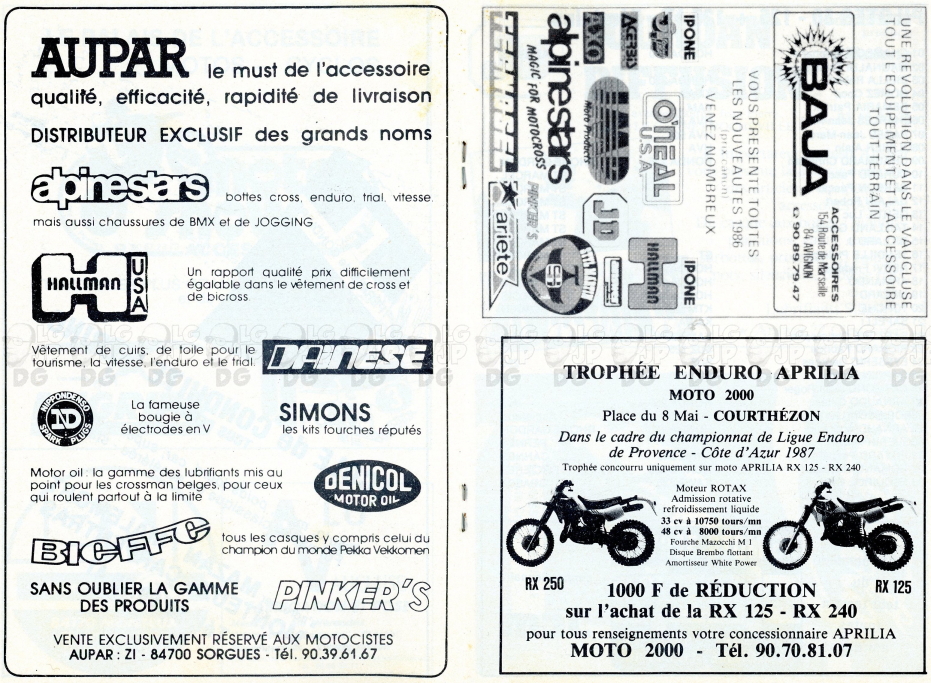 AUPAR le must de l'accessoire
qualité, efficacité, rapidité de livraison
DISTRIBUTEUR EXCLUSIF des grands noms
alpinestars bottes cross, enduro, trial, vitesse,
mais aussi chaussures de BMX et de JOGGING
HALLMAN USA
Un rapport qualité prix difficilement
égalable dans le vêtement de cross et
de bicross
Vêtement de cuirs, de toile pour le
tourisme, la vitesse, l'enduro et le trial.
DAINESE
NIPPONDENSO
ND
SPARK PLUGS
La fameuse
bougie à
électrodes en V
SIMONS
les kits fourches réputés
Motor oil : la gamme des lubrifiants mis au
point pour les crossman belges, pour ceux
qui roulent partout à la limite
DENICOL
MOTOR OIL
BIEFFE
tous les casques y compris celui du
champion du monde Pekka Vekkomen
SANS OUBLIER LA GAMME
DES PRODUITS
PINKER'S
VENTE EXCLUSIVEMENT RÉSERVÉ AUX MOTOCISTES
AUPAR : ZI - 84700 SORGUES - Tél. 90.39.61.67
UNE REVOLUTION DANS LE VAUCLUSE
TOUT L'EQUIPEMENT ET L'ACCESSOIRE
TOUT TERRAIN
BAJA
ACCESSOIRES
154, Route de Marseille
84 AVIGNON
90 89 79 47
VOUS PRESENTE TOUTES
LES NOUVEAUTES 1986
(prix canon)
VENEZ NOMBREUX
IPONE
IPONE
ACERBIS
O'NEAL
U.S.A.
JD
HALLMAN
AXO
Moto Products
alpinestars
MAGIC FOR MOTOCROSS
PINKER'S
ariete
TROPHÉE ENDURO APRILIA
MOTO 2000
Place du 8 Mai - COURTHÉZON
Dans le cadre du championnat de Ligue Enduro
de Provence - Côte d'Azur 1987
Trophée concourru uniquement sur moto APRILIA RX 125 - RX 240
Moteur ROTAX
Admission rotative
refroidissement liquide
33 cv à 10750 tours/mn
48 cv à 8000 tours/mn
Fourche Mazocchi M 1
Disque Brembo flottant
Amortisseur White Power
RX 250
RX 125
1000 F de RÉDUCTION
sur l'achat de la RX 125 - RX 240
pour tous renseignements votre concessionnaire APRILIA
MOTO 2000 - Tél. 90.70.81.07